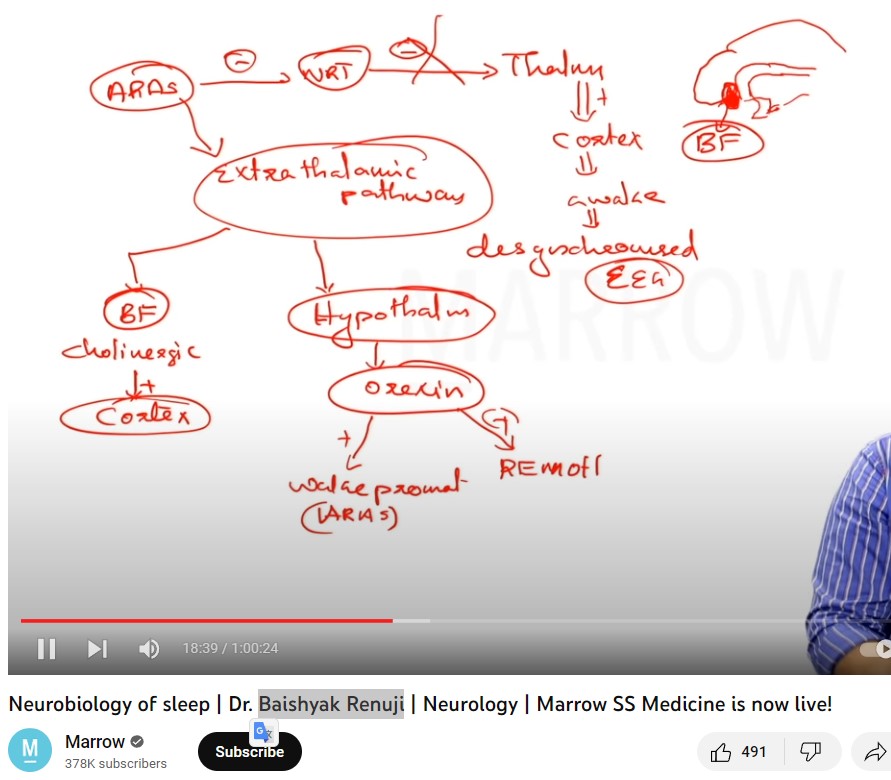 ARAs
(-)
NRT
(-)
Thalm
+
Cortex
awake
desynchronised
EEG
BF
Extrathalamic
pathway
BF
cholinergic
+
Cortex
Hypothalm
Orexin
+
wake promot
(ARAS)
(+)
REM off
MARROW
18:39 / 1:00:24
Neurobiology of sleep | Dr. Baishyak Renuji | Neurology | Marrow SS Medicine is now live!
M
Marrow
378K subscribers
Subscribe
491